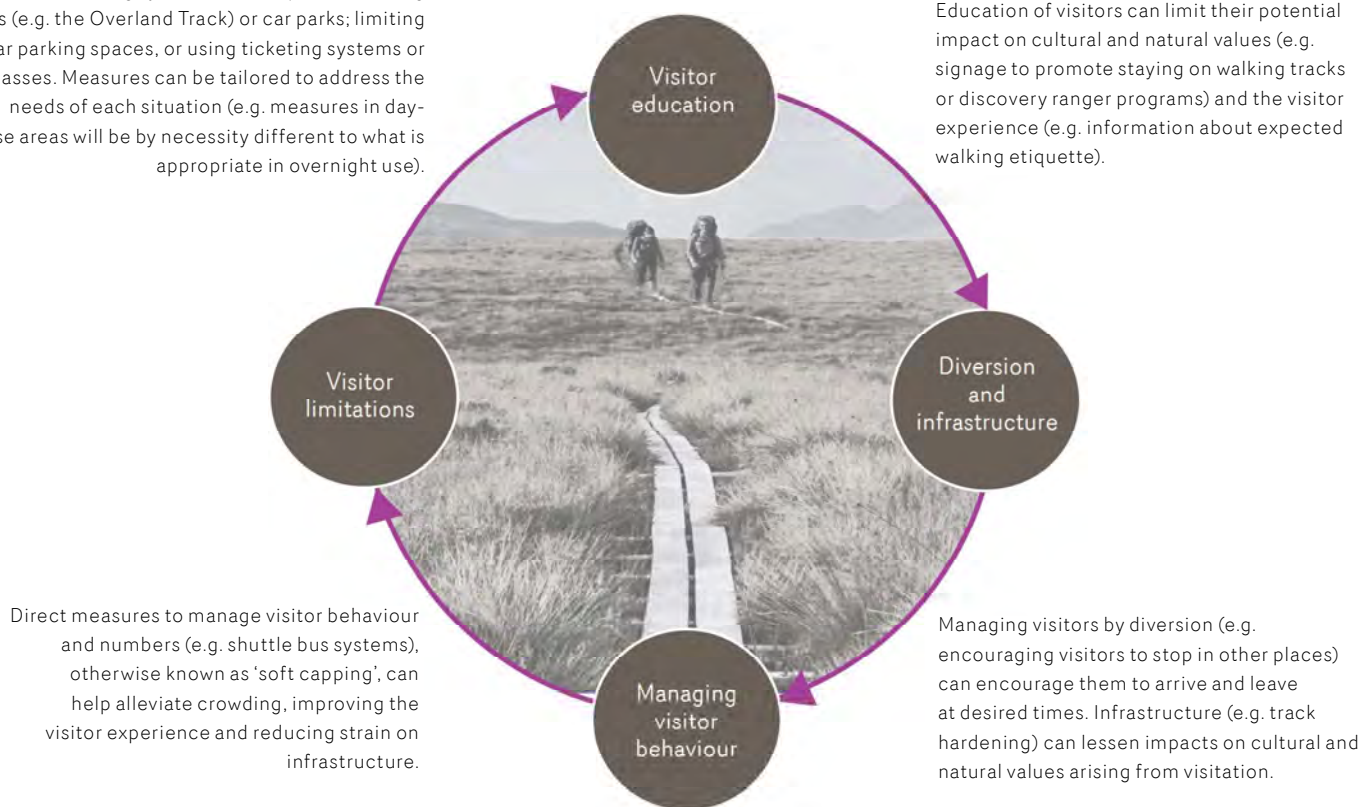 (e.g. the Overland Track) or car parks; limiting
parking spaces, or using ticketing systems or
Measures can be tailored to address the
needs of each situation (e.g. measures in day-
areas will be by necessity different to what is
appropriate in overnight use).
Visitor
education
Education of visitors can limit their potential
impact on cultural and natural values (e.g.
signage to promote staying on walking tracks
or discovery ranger programs) and the visitor
experience (e.g. information about expected
walking etiquette).
Diversion
and
infrastructure
Managing visitors by diversion (e.g.
encouraging visitors to stop in other places)
can encourage them to arrive and leave
at desired times. Infrastructure (e.g. track
hardening) can lessen impacts on cultural and
natural values arising from visitation.
Managing
visitor
behaviour
Direct measures to manage visitor behaviour
and numbers (e.g. shuttle bus systems),
otherwise known as ‘soft capping’, can
help alleviate crowding, improving the
visitor experience and reducing strain on
infrastructure.
Visitor
limitations